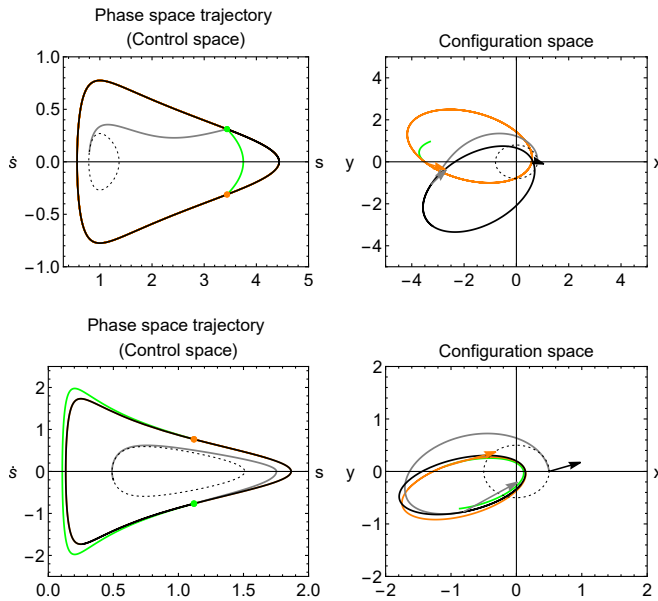 Phase space trajectory
(Control space)
1.0
0.5
0.0
−0.5
−1.0
ṡ
s
1 2 3 4 5
Configuration space
4
2
0
−2
−4
y
x
−4 −2 0 2 4
Phase space trajectory
(Control space)
2
1
0
−1
−2
ṡ
s
0.0 0.5 1.0 1.5 2.0
Configuration space
2
1
0
−1
−2
y
x
−2 −1 0 1 2